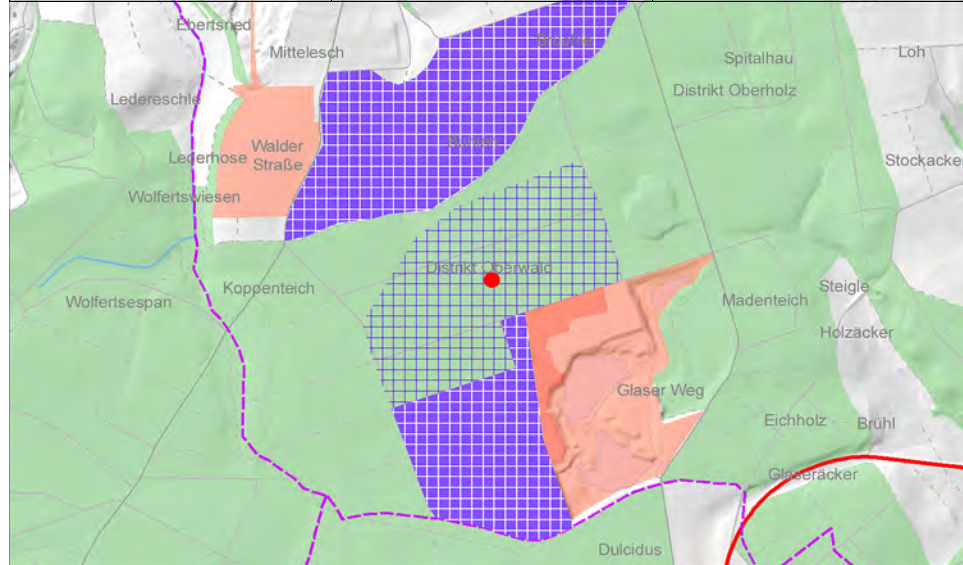 Ebertsried
Mittelesch
Spitalhau
Loh
Distrikt Oberholz
Ledereschle
Walder
Straße
Lederhose
Stockacker
Wolfertswiesen
Distrikt Oberwald
Koppenteich
Wolfertsespan
Steigle
Madenteich
Holzäcker
Glaser Weg
Eichholz
Brühl
Glaseräcker
Dulcidus